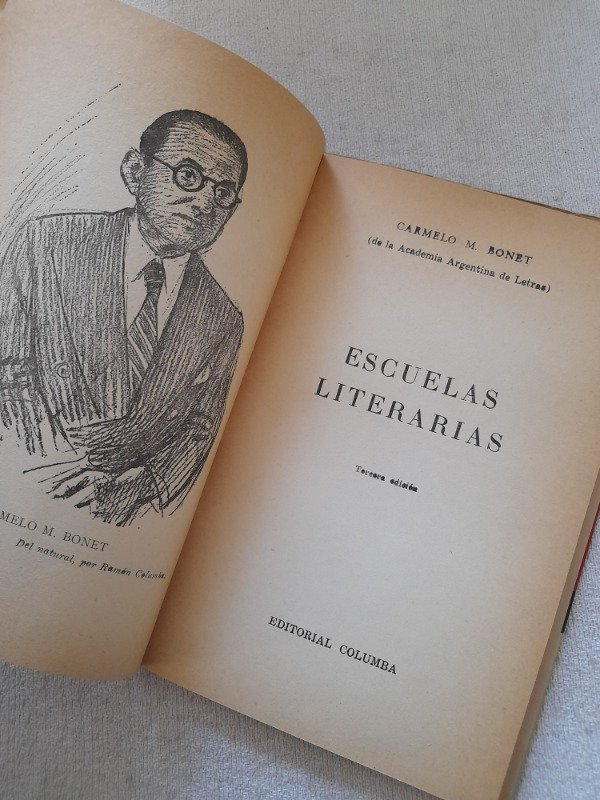 MELO M. BONET
Del natural, por Ramón Columba.
CARMELO M. BONET
(de la Academia Argentina de Letras)
ESCUELAS
LITERARIAS
Tercera edición
EDITORIAL COLUMBA